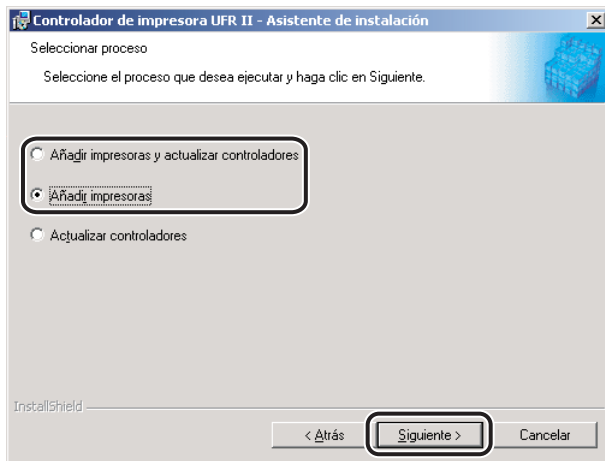 Controlador de impresora UFR II - Asistente de instalación
Seleccionar proceso
Seleccione el proceso que desea ejecutar y haga clic en Siguiente.
Añadir impresoras y actualizar controladores
Añadir impresoras
Actualizar controladores
InstallShield
< Atrás
Siguiente >
Cancelar